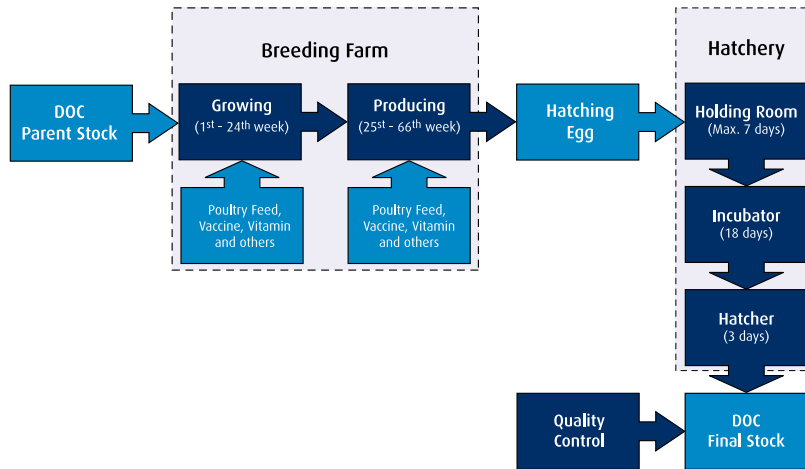 Breeding Farm
Hatchery
DOC
Parent Stock
Growing
(1st - 24th week)
Producing
(25st - 66th week)
Hatching
Egg
Holding Room
(Max. 7 days)
Poultry Feed,
Vaccine, Vitamin
and others
Poultry Feed,
Vaccine, Vitamin
and others
Incubator
(18 days)
Hatcher
(3 days)
Quality
Control
DOC
Final Stock